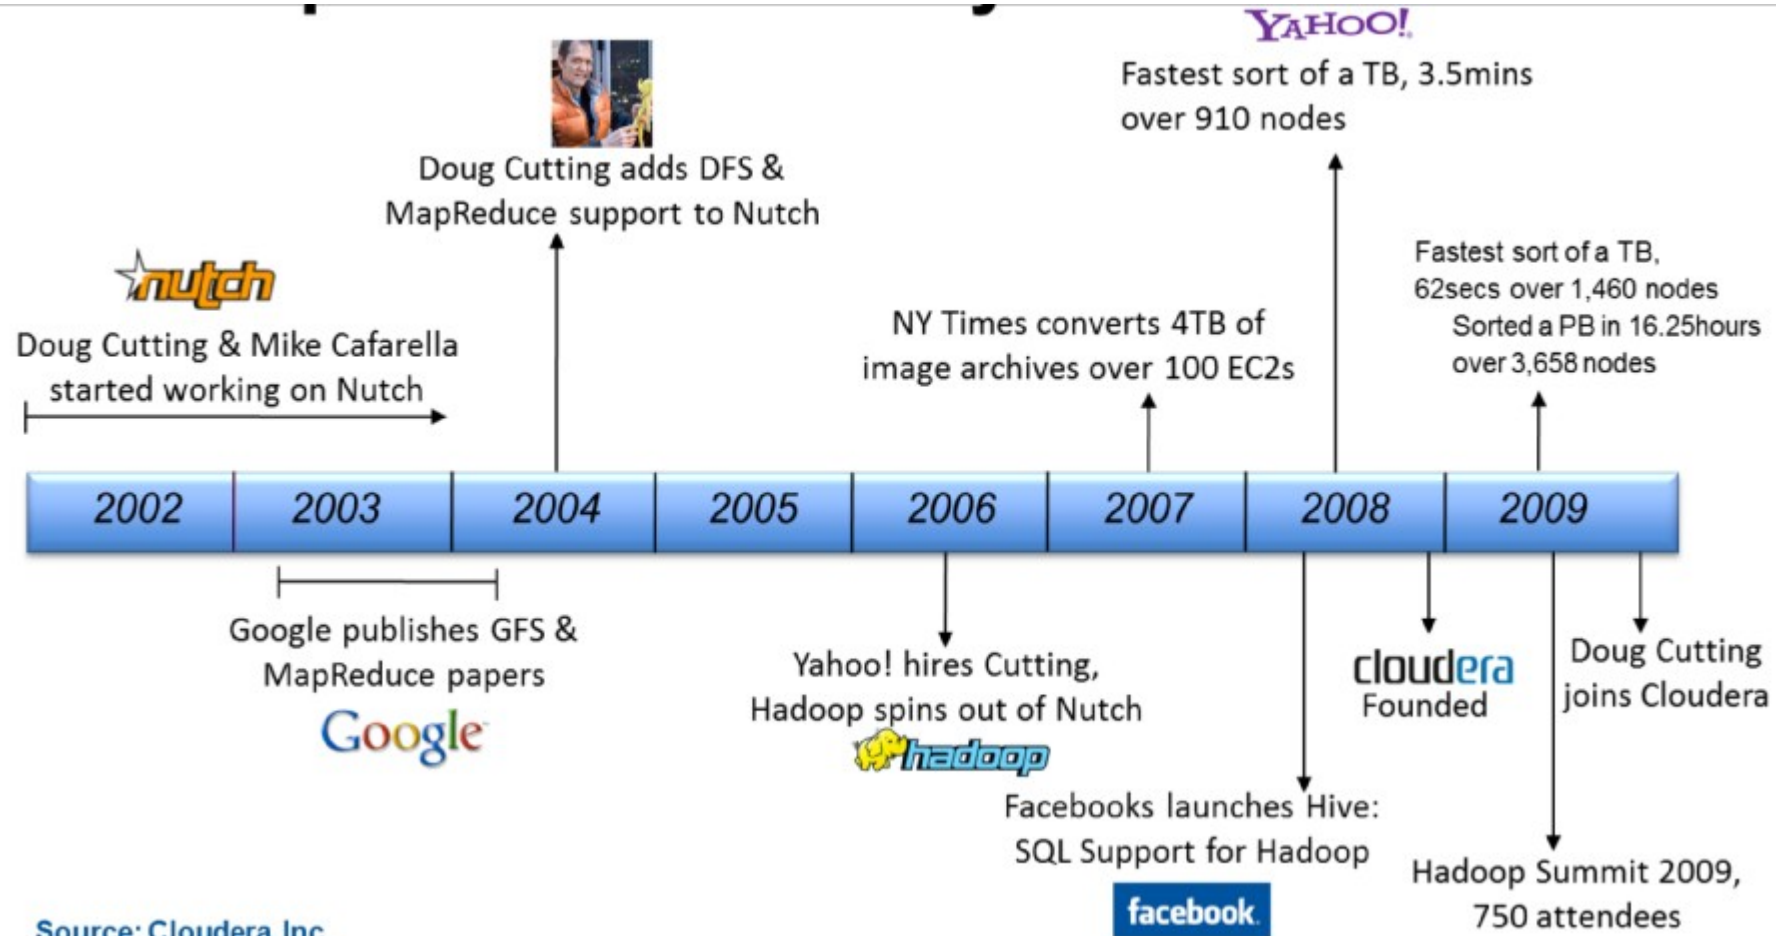 YAHOO!
Fastest sort of a TB, 3.5mins
over 910 nodes
Doug Cutting adds DFS &
MapReduce support to Nutch
Fastest sort of a TB,
62secs over 1,460 nodes
Sorted a PB in 16.25hours
over 3,658 nodes
nutch
Doug Cutting & Mike Cafarella
started working on Nutch
NY Times converts 4TB of
image archives over 100 EC2s
2002 2003 2004 2005 2006 2007 2008 2009
Google publishes GFS &
MapReduce papers
Google
Yahoo! hires Cutting,
Hadoop spins out of Nutch
hadoop
cloudera
Founded
Doug Cutting
joins Cloudera
Facebooks launches Hive:
SQL Support for Hadoop
facebook.
Hadoop Summit 2009,
750 attendees
Source: Cloudera, Inc